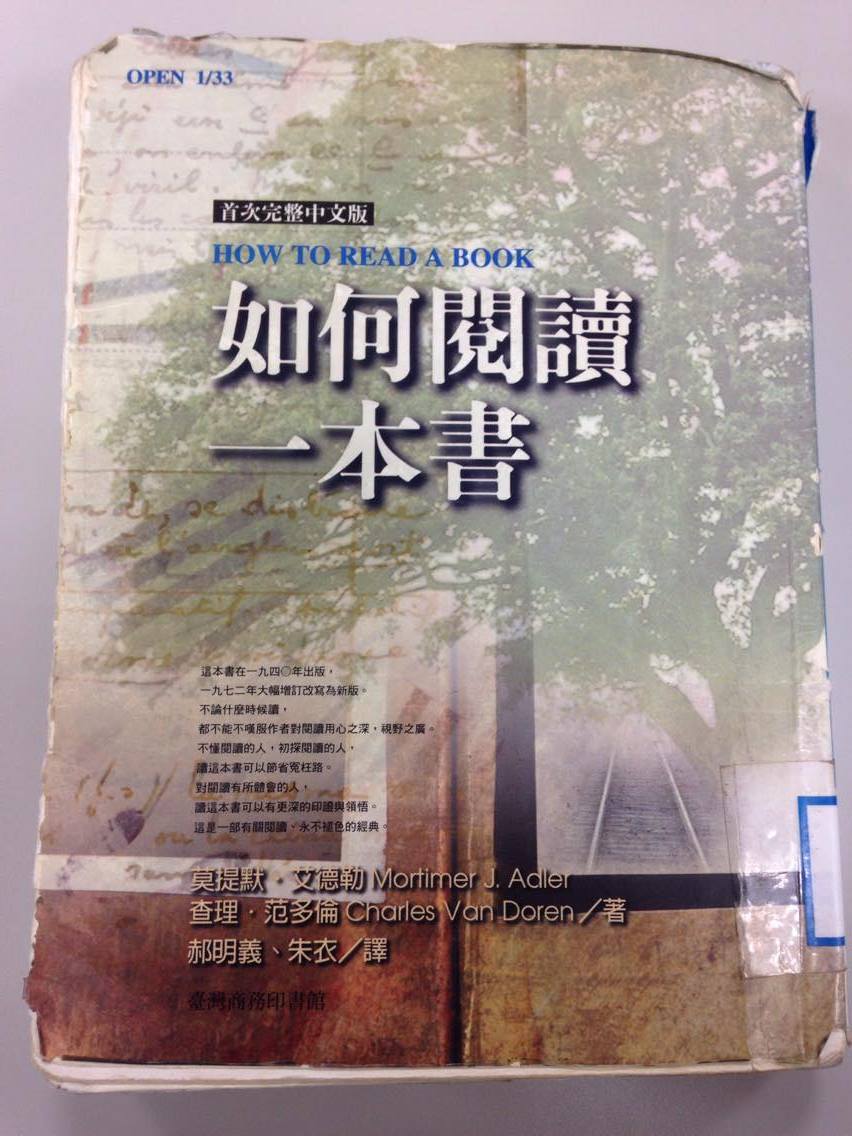 OPEN 1/33
首次完整中文版
HOW TO READ A BOOK
如何閱讀
一本書
這本書在一九四〇年出版，
一九七二年大幅增訂改寫為新版。
不論什麼時候讀，
都不能不嘆服作者對閱讀用心之深，視野之廣。
不懂閱讀的人，初探閱讀的人，
讀這本書可以節省冤枉路。
對閱讀有所體會的人，
讀這本書可以有更深的印證與領悟。
這是一部有關閱讀、永不褪色的經典。
莫提默・艾德勒 Mortimer J. Adler
查理・范多倫 Charles Van Doren／著
郝明義、朱衣／譯
臺灣商務印書館